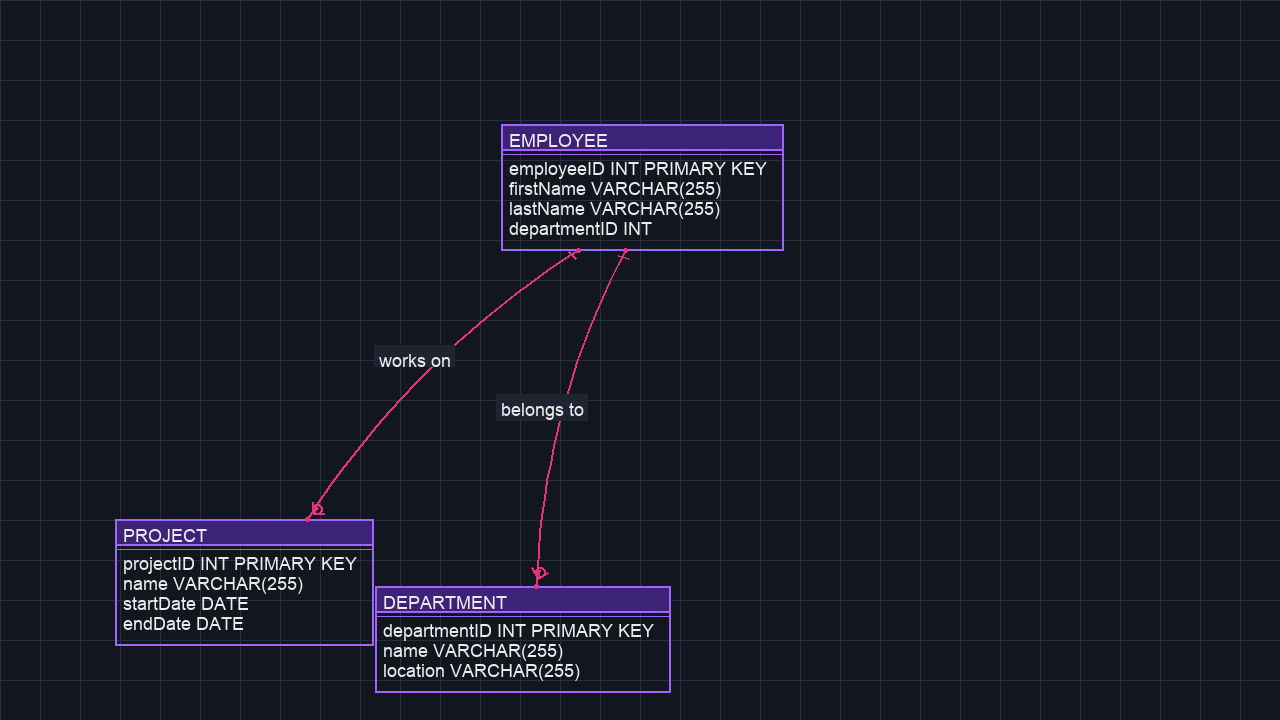 EMPLOYEE
employeeID INT PRIMARY KEY
firstName VARCHAR(255)
lastName VARCHAR(255)
departmentID INT
works on
belongs to
PROJECT
projectID INT PRIMARY KEY
name VARCHAR(255)
startDate DATE
endDate DATE
DEPARTMENT
departmentID INT PRIMARY KEY
name VARCHAR(255)
location VARCHAR(255)